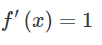 f′ (x) = 1